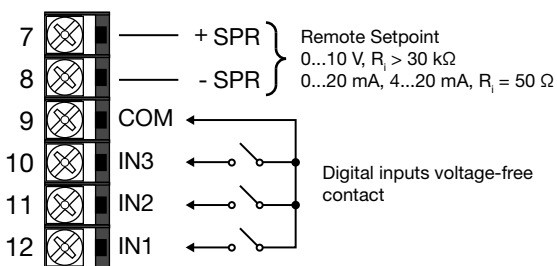 7 + SPR
8 - SPR
Remote Setpoint
0...10 V, Ri > 30 kΩ
0...20 mA, 4...20 mA, Ri = 50 Ω
9 COM
10 IN3
11 IN2
12 IN1
Digital inputs voltage-free
contact